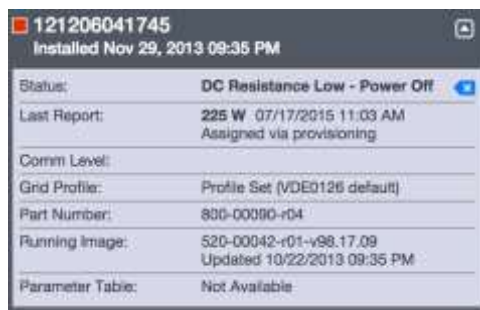 121206041745
Installed Nov 29, 2013 09:35 PM
Status: DC Resistance Low - Power Off
Last Report: 225 W 07/17/2015 11:03 AM
Assigned via provisioning
Comm Level:
Grid Profile: Profile Set (VDE0126 default)
Part Number: 800-00090-r04
Running Image: 520-00042-r01-v98.17.09
Updated 10/22/2013 09:35 PM
Parameter Table: Not Available